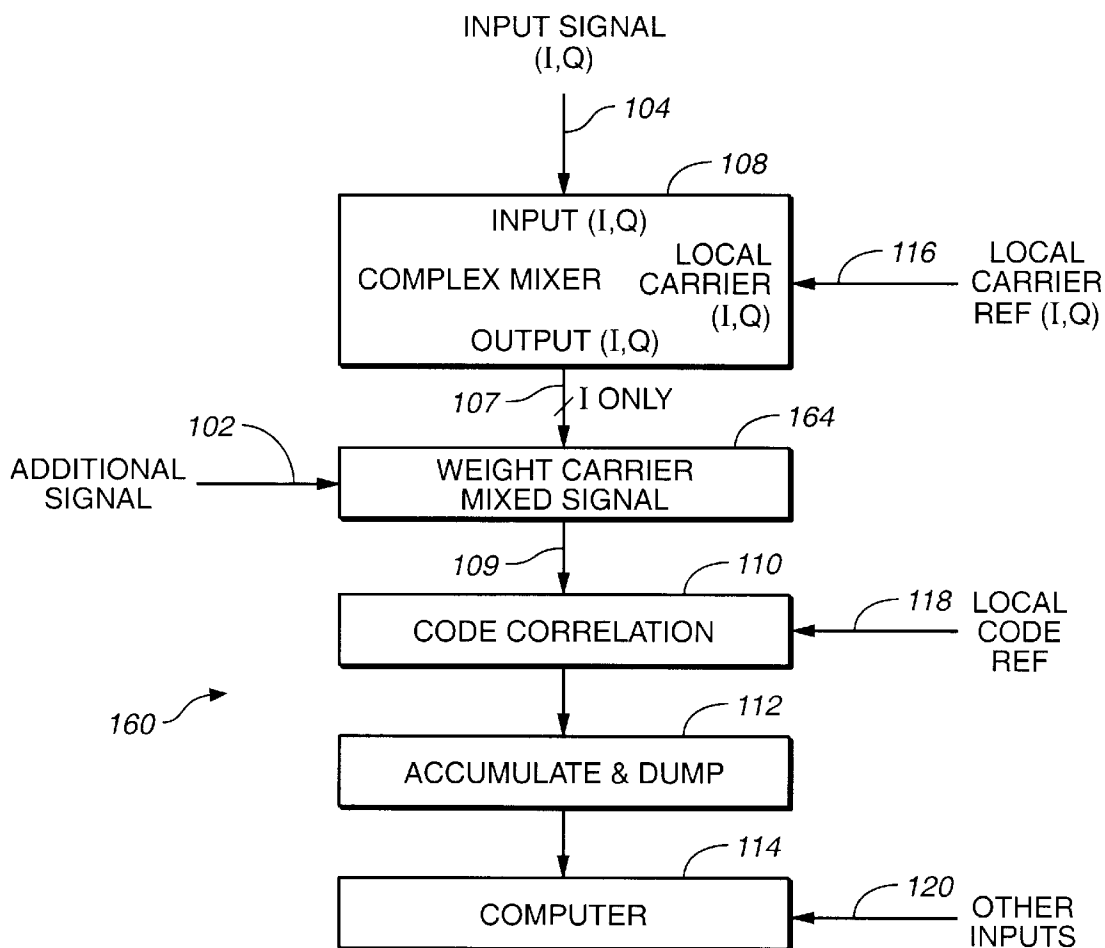 INPUT SIGNAL
(I,Q)
104
108
INPUT (I,Q)
COMPLEX MIXER
LOCAL
CARRIER
(I,Q)
OUTPUT (I,Q)
116
LOCAL
CARRIER
REF (I,Q)
107
I ONLY
102
164
ADDITIONAL
SIGNAL
WEIGHT CARRIER
MIXED SIGNAL
109
110
CODE CORRELATION
118
LOCAL
CODE
REF
160
112
ACCUMULATE & DUMP
114
COMPUTER
120
OTHER
INPUTS